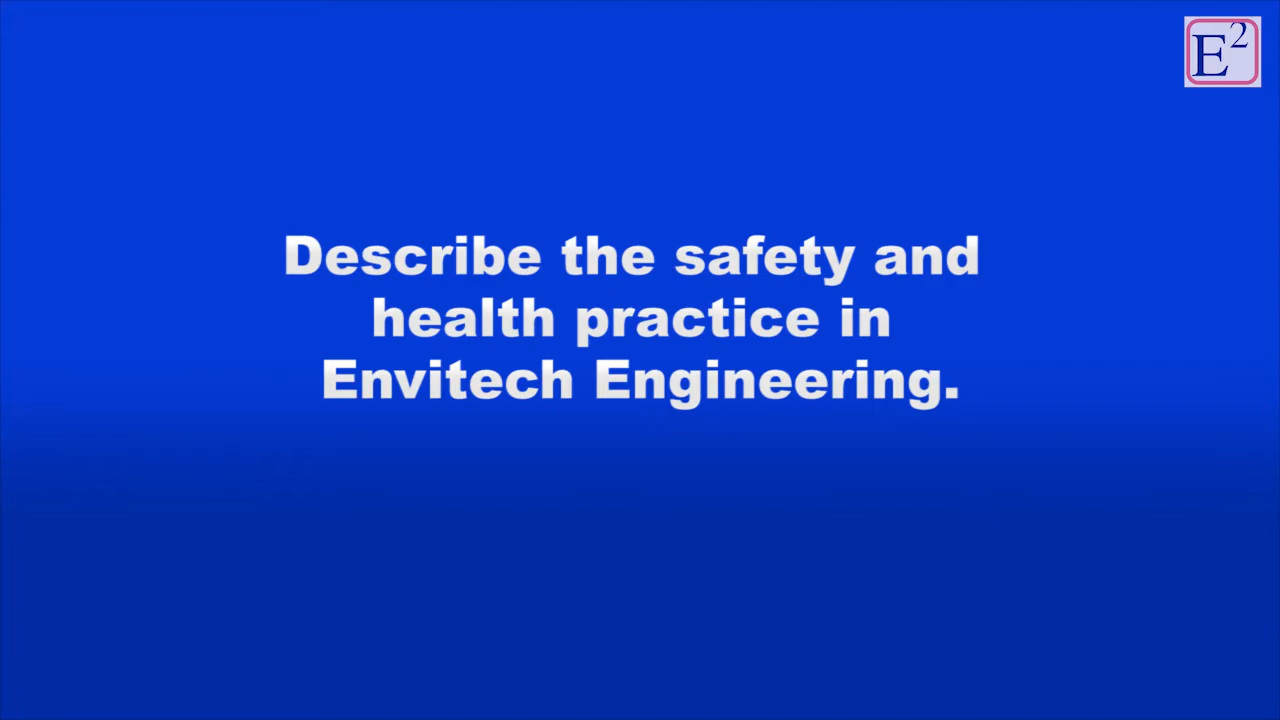 E²
Describe the safety and
health practice in
Envitech Engineering.